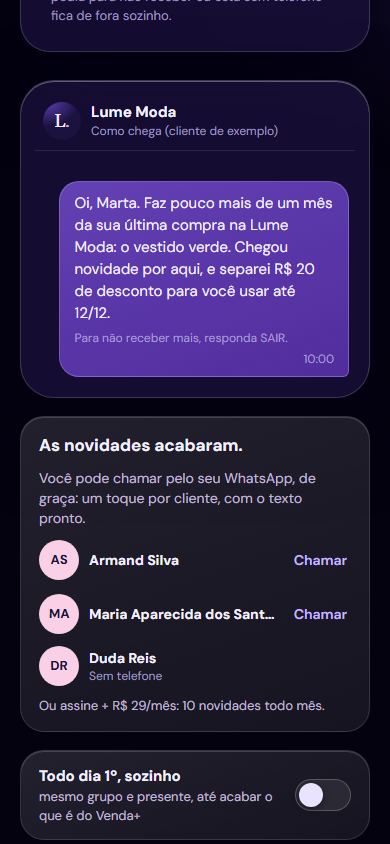 fica de fora sozinho.
L.
Lume Moda
Como chega (cliente de exemplo)
Oi, Marta. Faz pouco mais de um mês
da sua última compra na Lume
Moda: o vestido verde. Chegou
novidade por aqui, e separei R$ 20
de desconto para você usar até
12/12.
Para não receber mais, responda SAIR.
10:00
As novidades acabaram.
Você pode chamar pelo seu WhatsApp, de
graça: um toque por cliente, com o texto
pronto.
AS
Armand Silva
Chamar
MA
Maria Aparecida dos Sant...
Chamar
DR
Duda Reis
Sem telefone
Ou assine + R$ 29/mês: 10 novidades todo mês.
Todo dia 1º, sozinho
mesmo grupo e presente, até acabar o
que é do Venda+